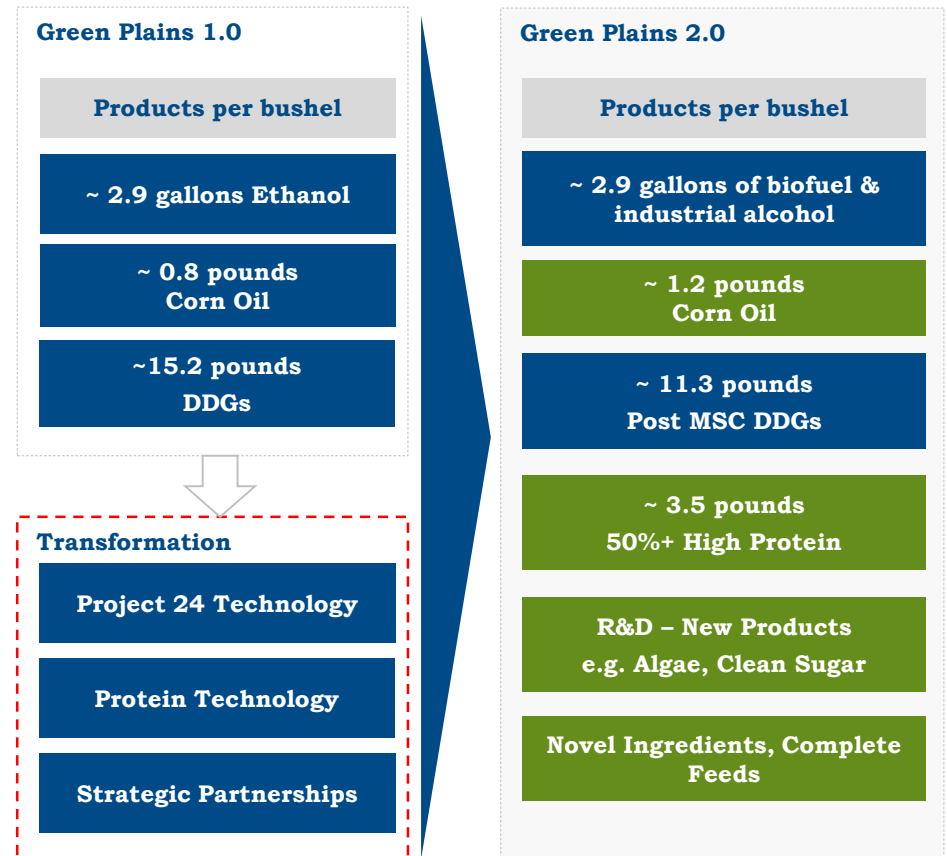 Green Plains 1.0
Products per bushel
~ 2.9 gallons Ethanol
~ 0.8 pounds
Corn Oil
~15.2 pounds
DDGs
Transformation
Project 24 Technology
Protein Technology
Strategic Partnerships
Green Plains 2.0
Products per bushel
~ 2.9 gallons of biofuel &
industrial alcohol
~ 1.2 pounds
Corn Oil
~ 11.3 pounds
Post MSC DDGs
~ 3.5 pounds
50%+ High Protein
R&D – New Products
e.g. Algae, Clean Sugar
Novel Ingredients, Complete
Feeds